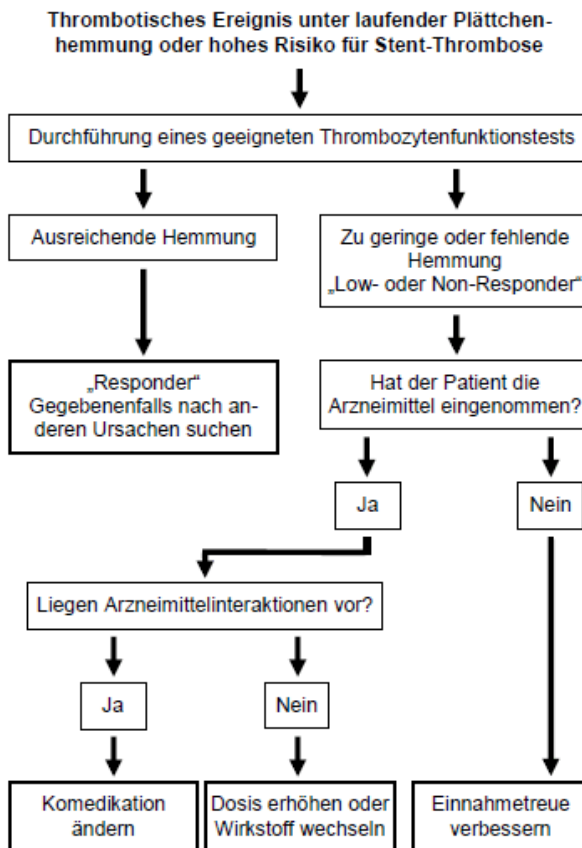 Thrombotisches Ereignis unter laufender Plättchen-
hemmung oder hohes Risiko für Stent-Thrombose
Durchführung eines geeigneten Thrombozytenfunktionstests
Ausreichende Hemmung
Zu geringe oder fehlende
Hemmung
„Low- oder Non-Responder“
„Responder“
Gegebenenfalls nach an-
deren Ursachen suchen
Hat der Patient die
Arzneimittel eingenommen?
Ja
Nein
Liegen Arzneimittelinteraktionen vor?
Ja
Nein
Komedikation
ändern
Dosis erhöhen oder
Wirkstoff wechseln
Einnahmetreue
verbessern